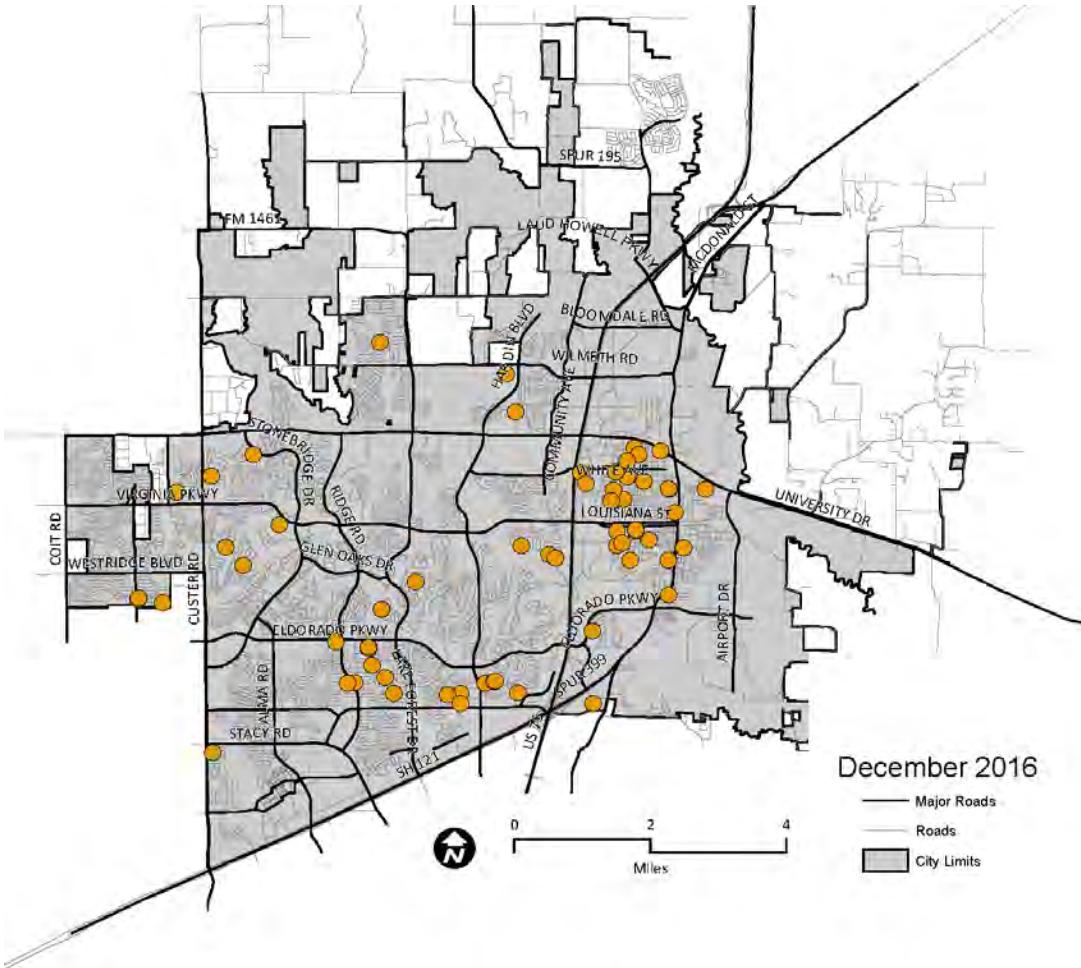 SPUR 195
FM 1461
LAUD HOWELL PKWY
MCDONALD ST
BLOOMDALE RD
HARDIN BLVD
WILMETH RD
COMMUNITY AVE
STONEBRIDGE DR
WHITE AVE
VIRGINIA PKWY
RIDGE RD
LOUISIANA ST
UNIVERSITY DR
COIT RD
WESTRIDGE BLVD
GLEN OAKS DR
CUSTER RD
ELDORADO PKWY
ELDORADO PKWY
AIRPORT DR
ALMA RD
LAKE FOREST DR
SPUR 399
STACY RD
US 75
SH 121
December 2016
Major Roads
Roads
City Limits
0 2 4
Miles
N